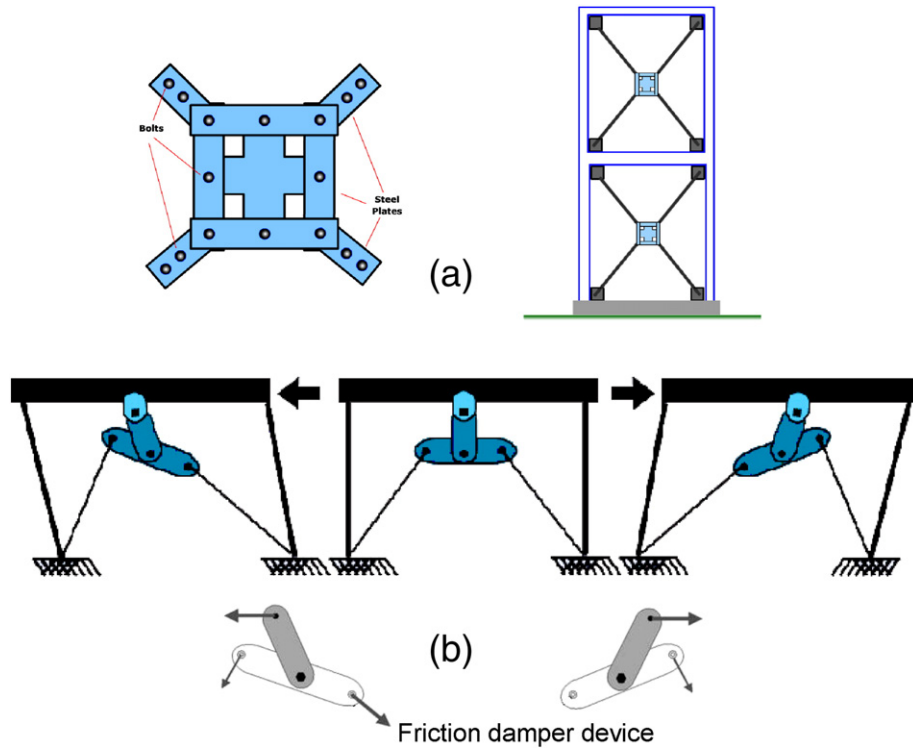 Bolts
Steel
Plates
(a)
(b)
Friction damper device